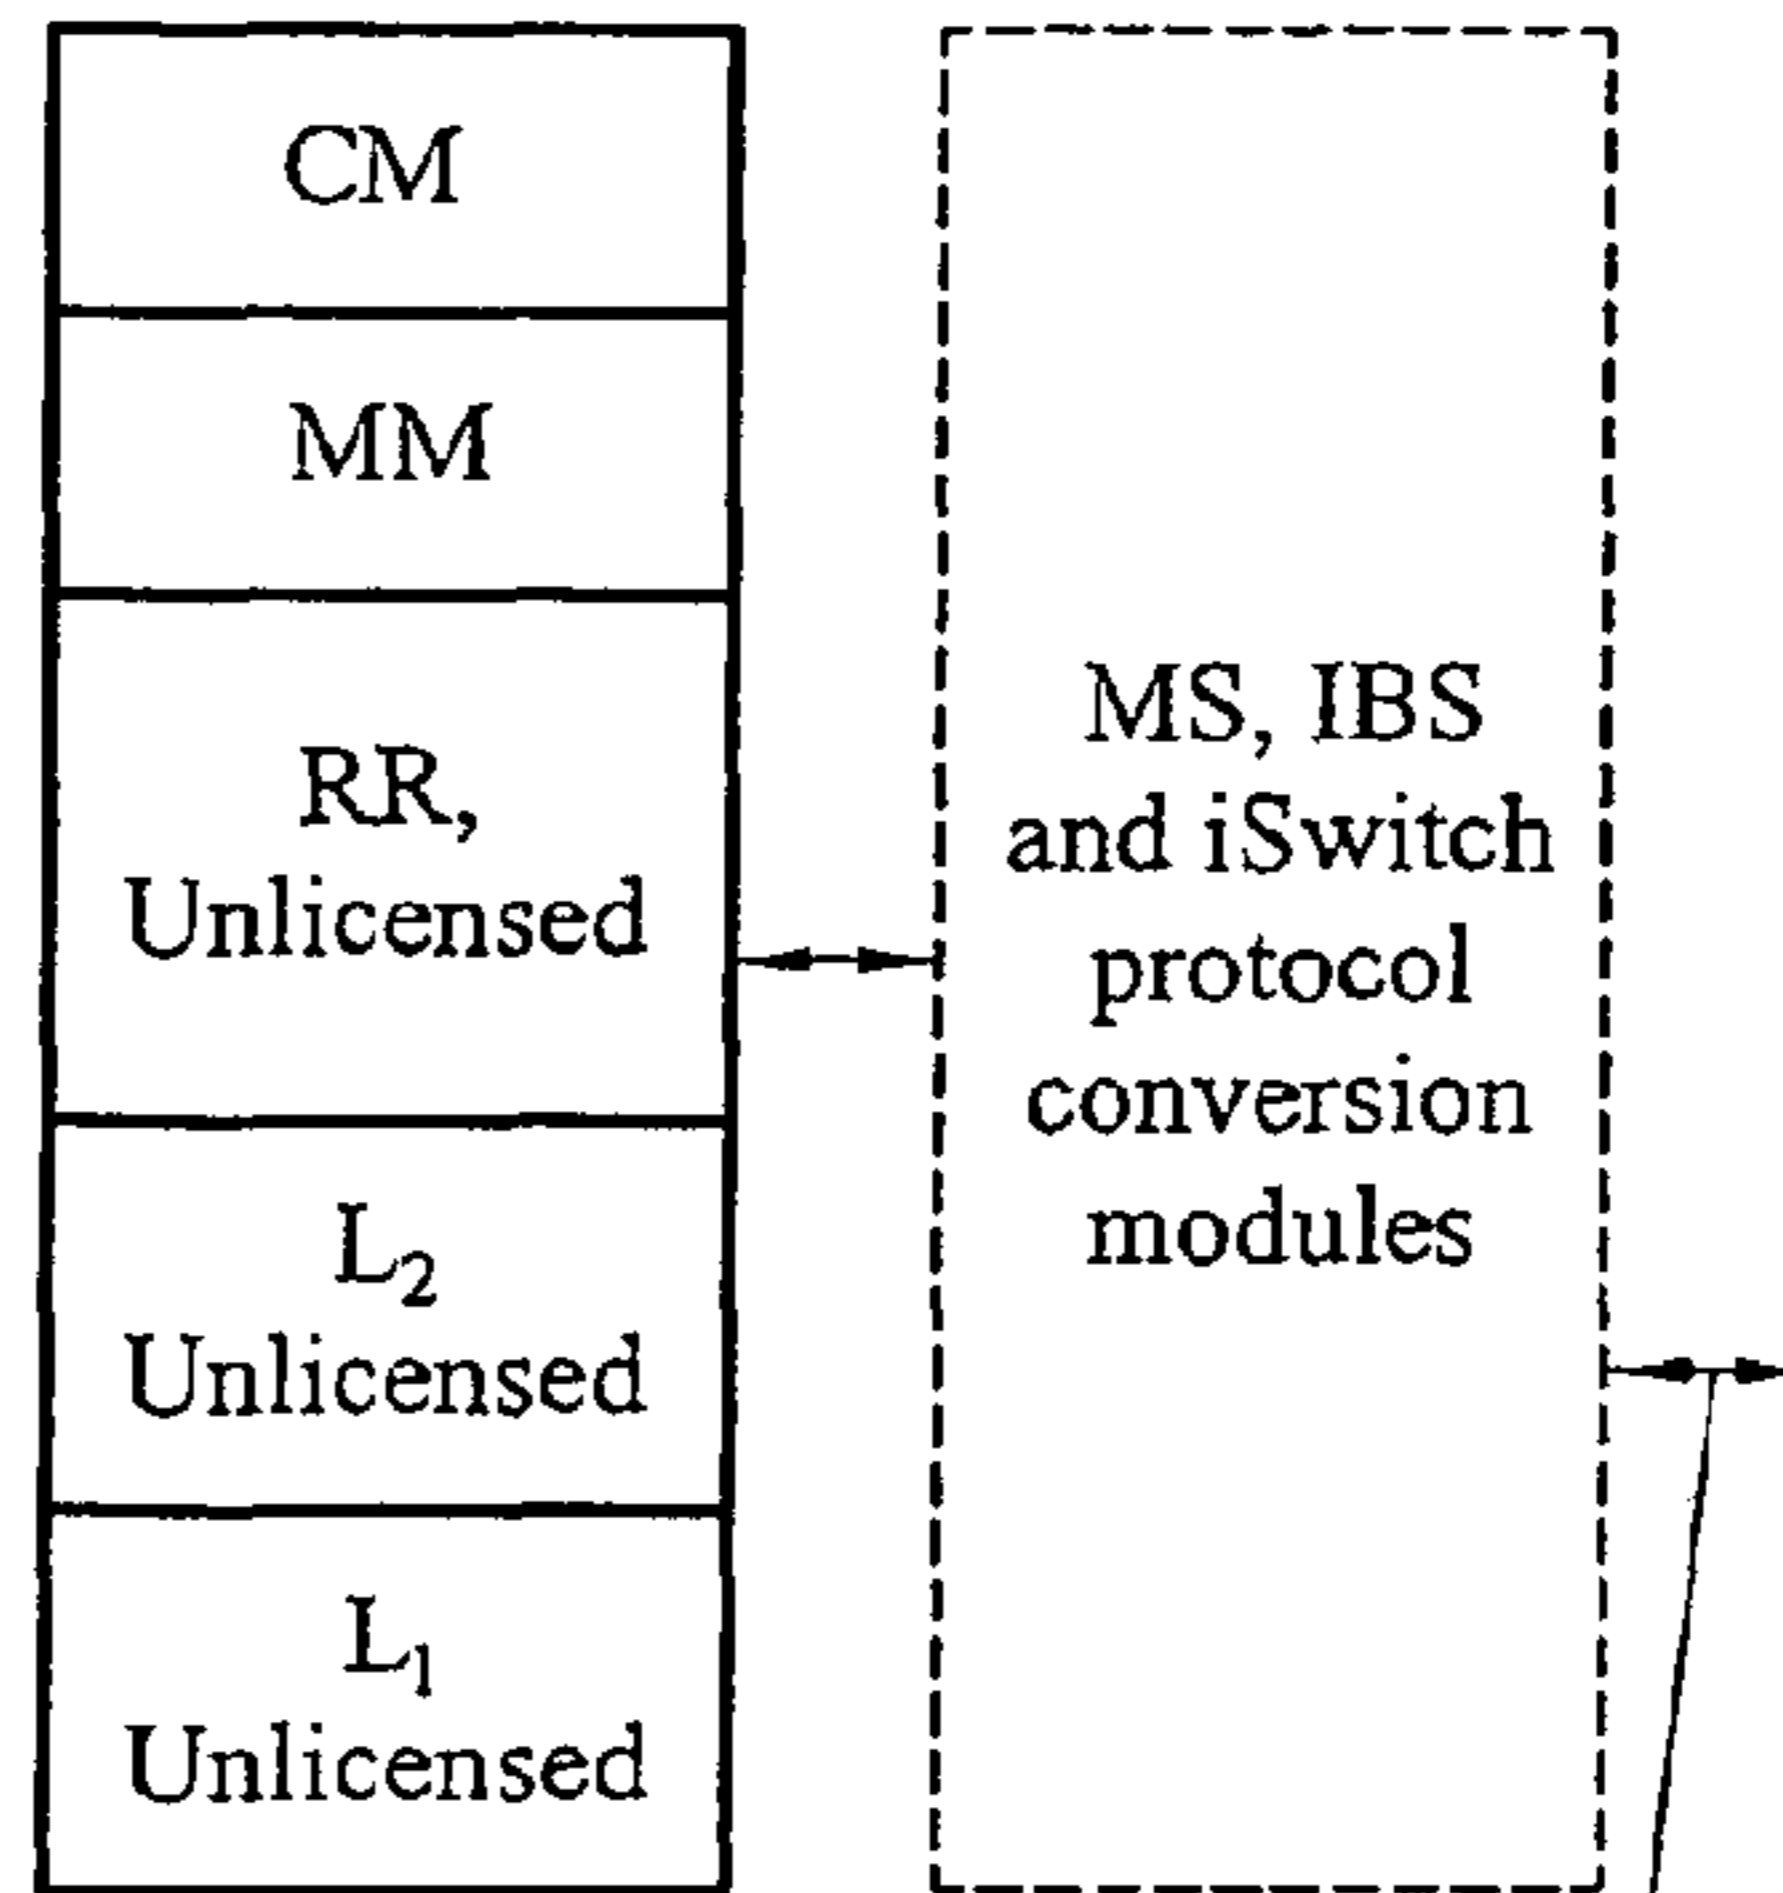 CM
MM
RR,
Unlicensed
L₂
Unlicensed
L₁
Unlicensed
MS, IBS
and iSwitch
protocol
conversion
modules